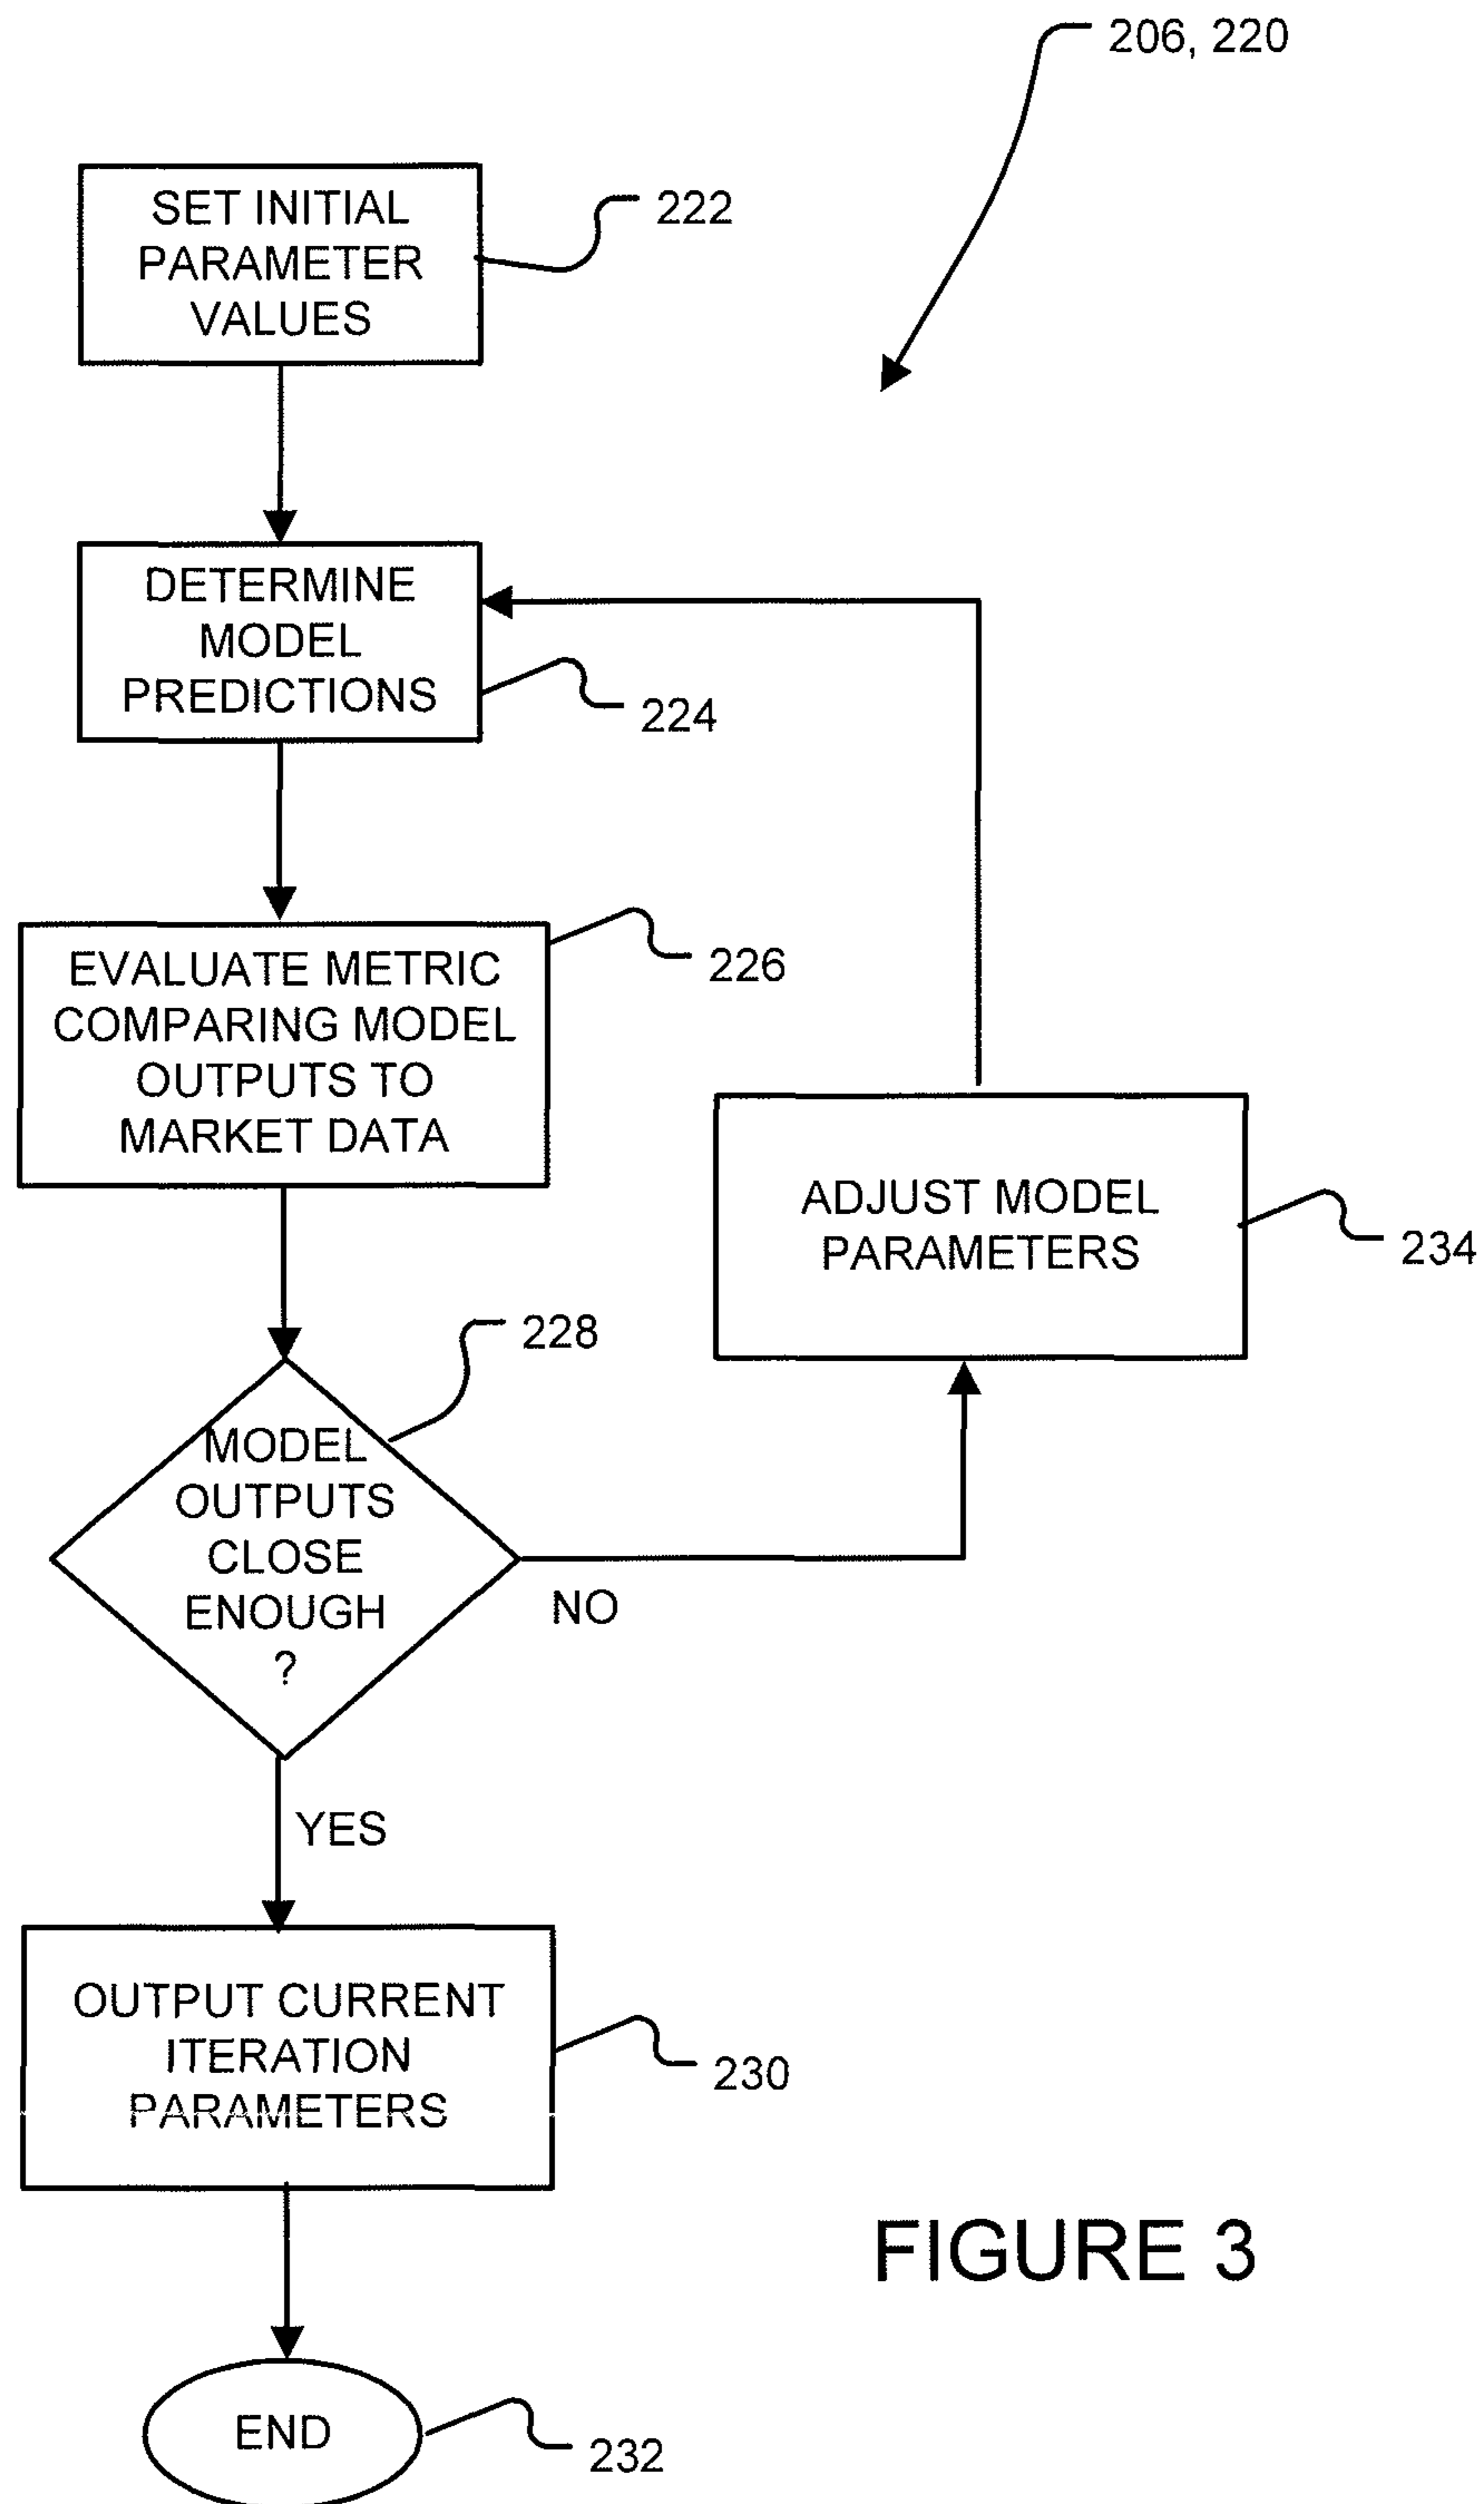 206, 220
SET INITIAL
PARAMETER
VALUES
222
DETERMINE
MODEL
PREDICTIONS
224
EVALUATE METRIC
COMPARING MODEL
OUTPUTS TO
MARKET DATA
226
ADJUST MODEL
PARAMETERS
234
228
MODEL
OUTPUTS
CLOSE
ENOUGH
?
NO
YES
OUTPUT CURRENT
ITERATION
PARAMETERS
230
FIGURE 3
END
232